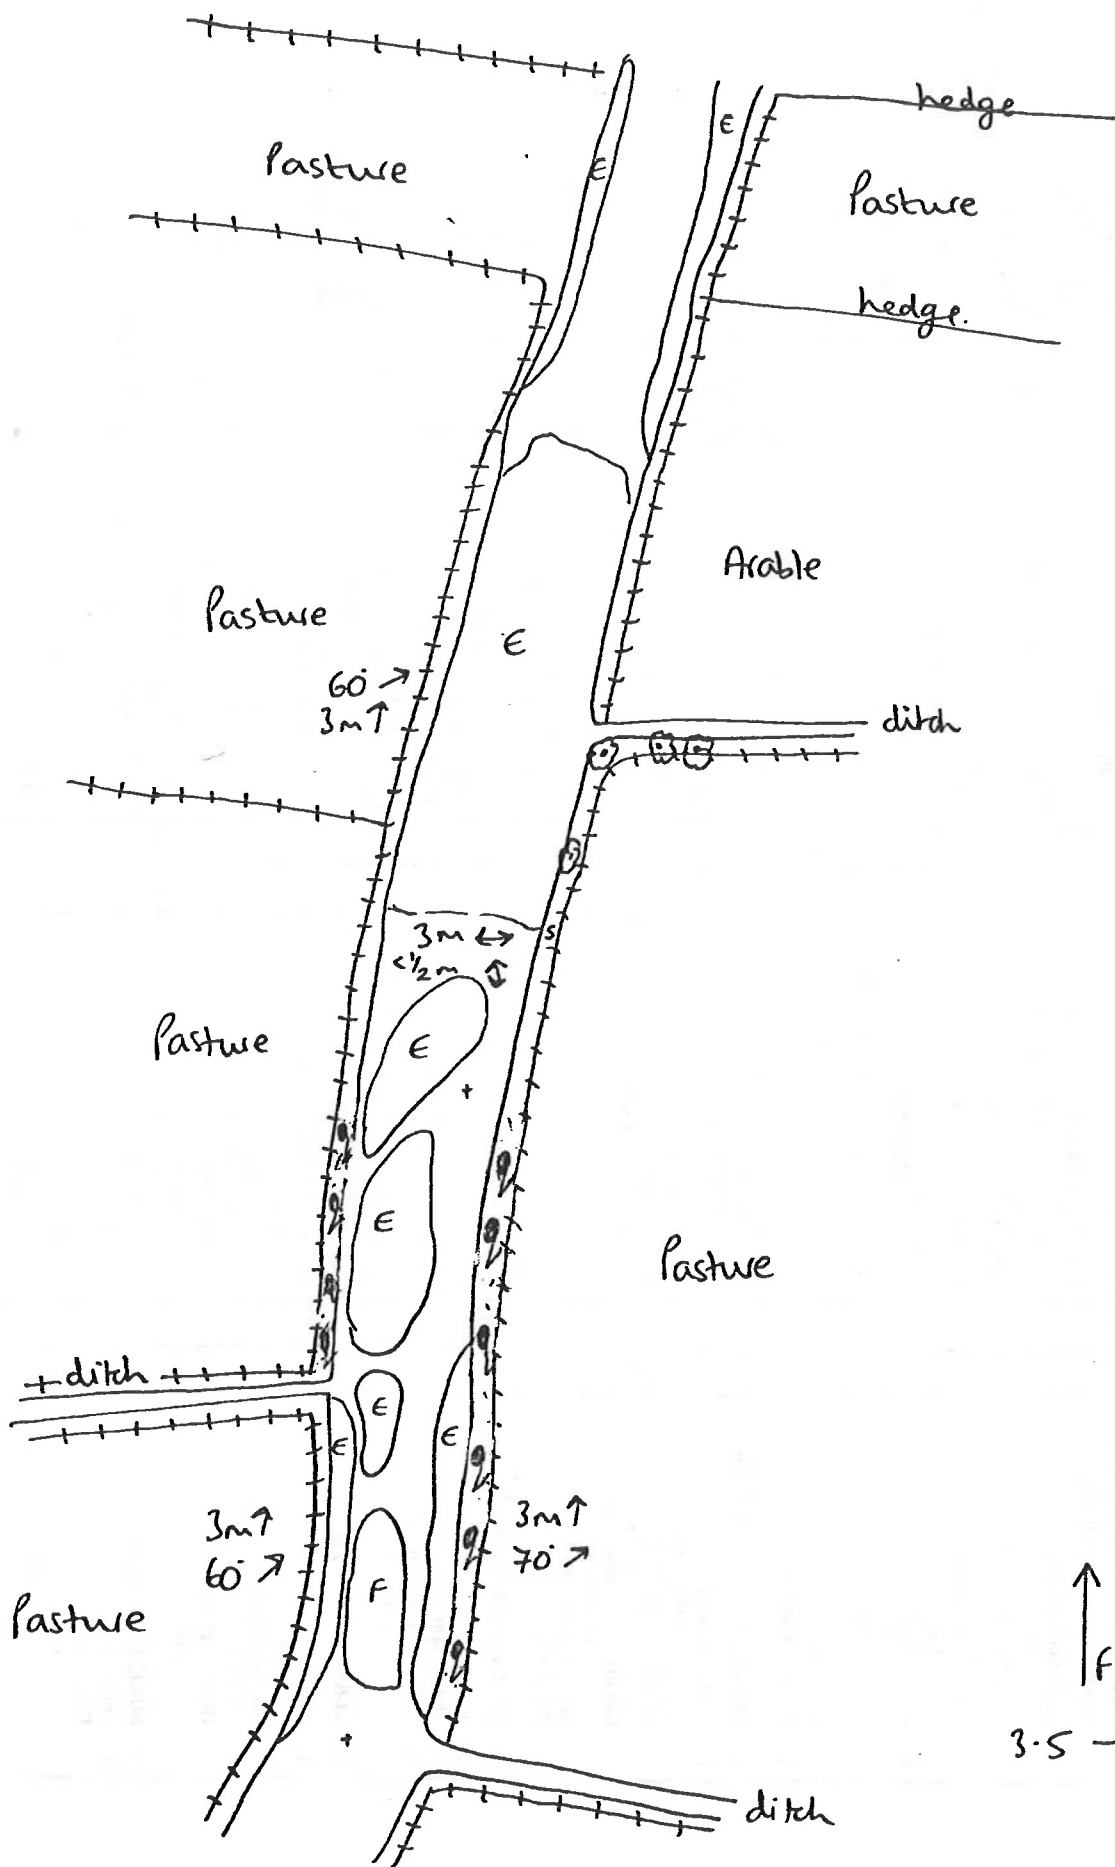 hedge
Є
Pasture
Є
Pasture
hedge.
Arable
Pasture
Є
60° ↗
3m ↑
ditch
3m ↔
S
<1/2m ↕
Pasture
Є
+
Є
Pasture
ditch
Є
Є
Є
3m ↑
60° ↗
3m ↑
70° ↗
F
Pasture
F
+
3.5 -
ditch